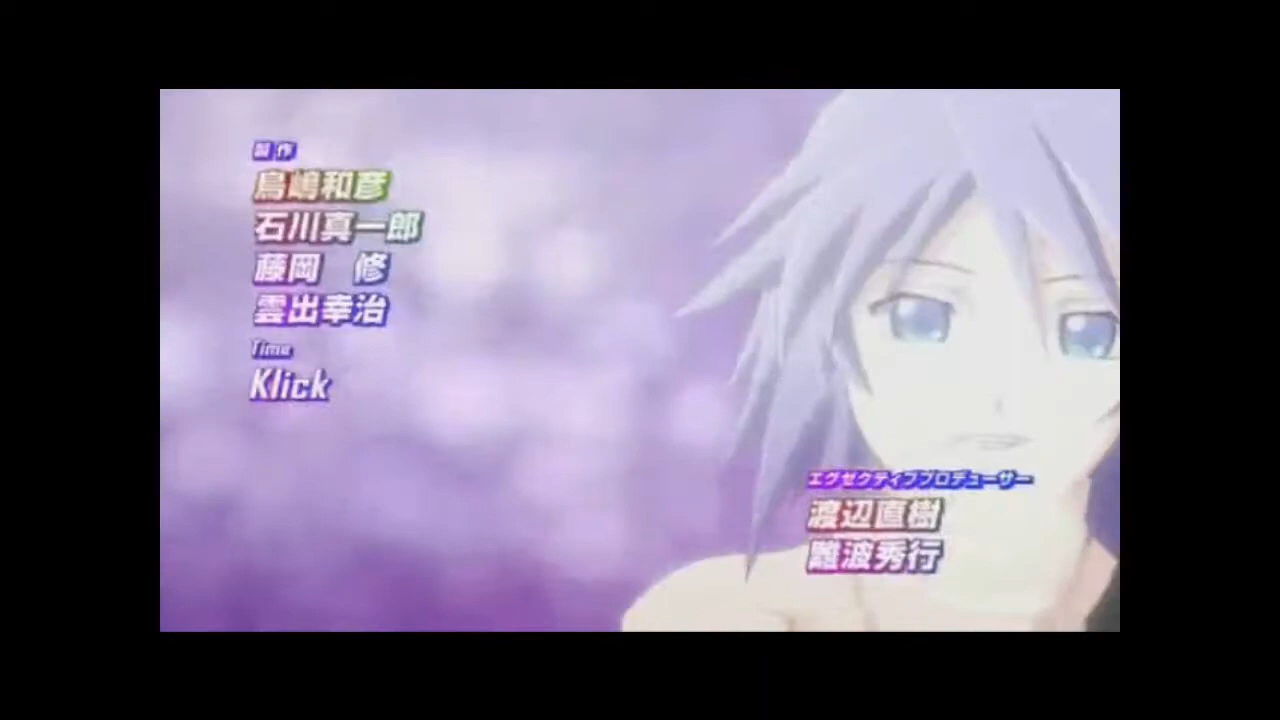 製作
鳥嶋和彦
石川真一郎
藤岡　修
雲出幸治
Time
Klick
エグゼクティブプロデューサー
渡辺直樹
難波秀行